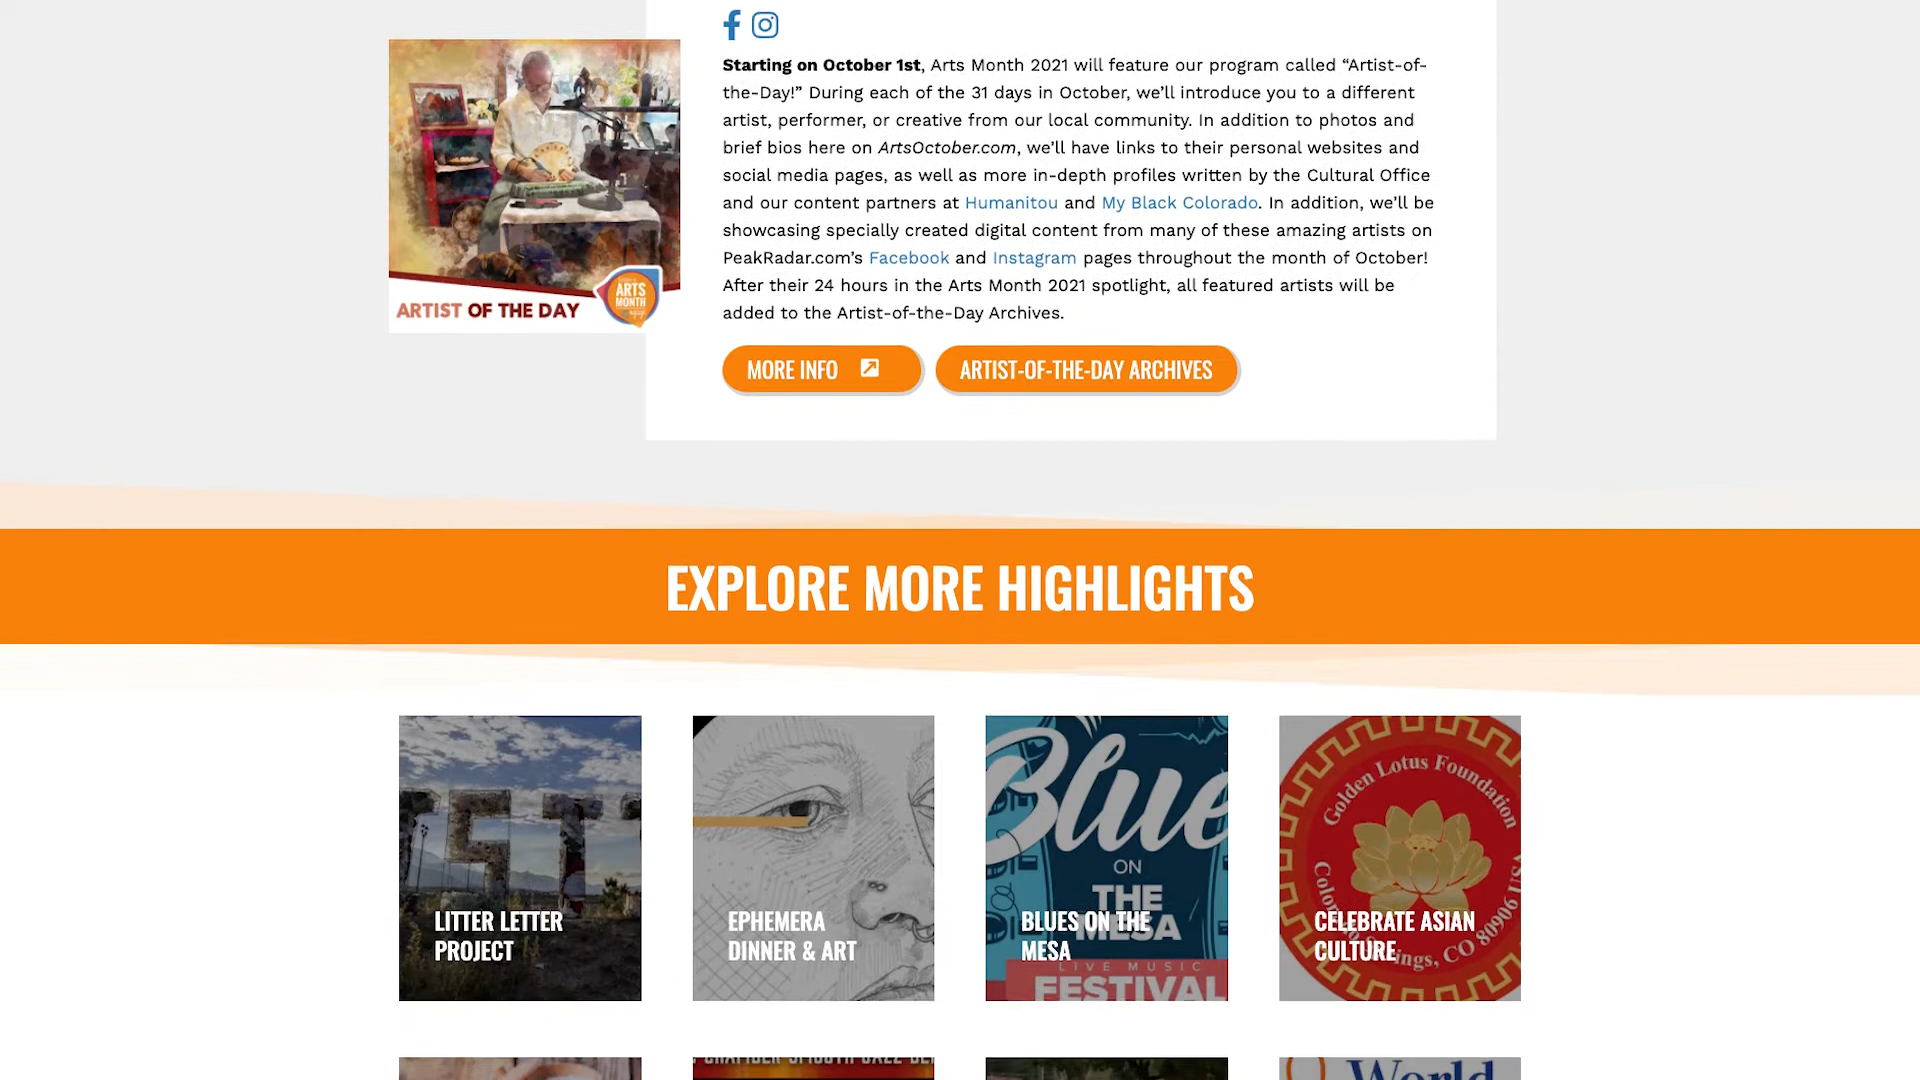 Starting on October 1st, Arts Month 2021 will feature our program called “Artist-of-
the-Day!” During each of the 31 days in October, we’ll introduce you to a different
artist, performer, or creative from our local community. In addition to photos and
brief bios here on ArtsOctober.com, we’ll have links to their personal websites and
social media pages, as well as more in-depth profiles written by the Cultural Office
and our content partners at Humanitou and My Black Colorado. In addition, we’ll be
showcasing specially created digital content from many of these amazing artists on
PeakRadar.com’s Facebook and Instagram pages throughout the month of October!
After their 24 hours in the Arts Month 2021 spotlight, all featured artists will be
added to the Artist-of-the-Day Archives.
ARTS
MONTH
ARTIST OF THE DAY
MORE INFO
ARTIST-OF-THE-DAY ARCHIVES
EXPLORE MORE HIGHLIGHTS
LITTER LETTER
PROJECT
EPHEMERA
DINNER & ART
Blue
ON
THE
MESA
LIVE MUSIC
FESTIVAL
BLUES ON THE
MESA
Golden Lotus Foundation
80906
CELEBRATE ASIAN
CULTURE
World